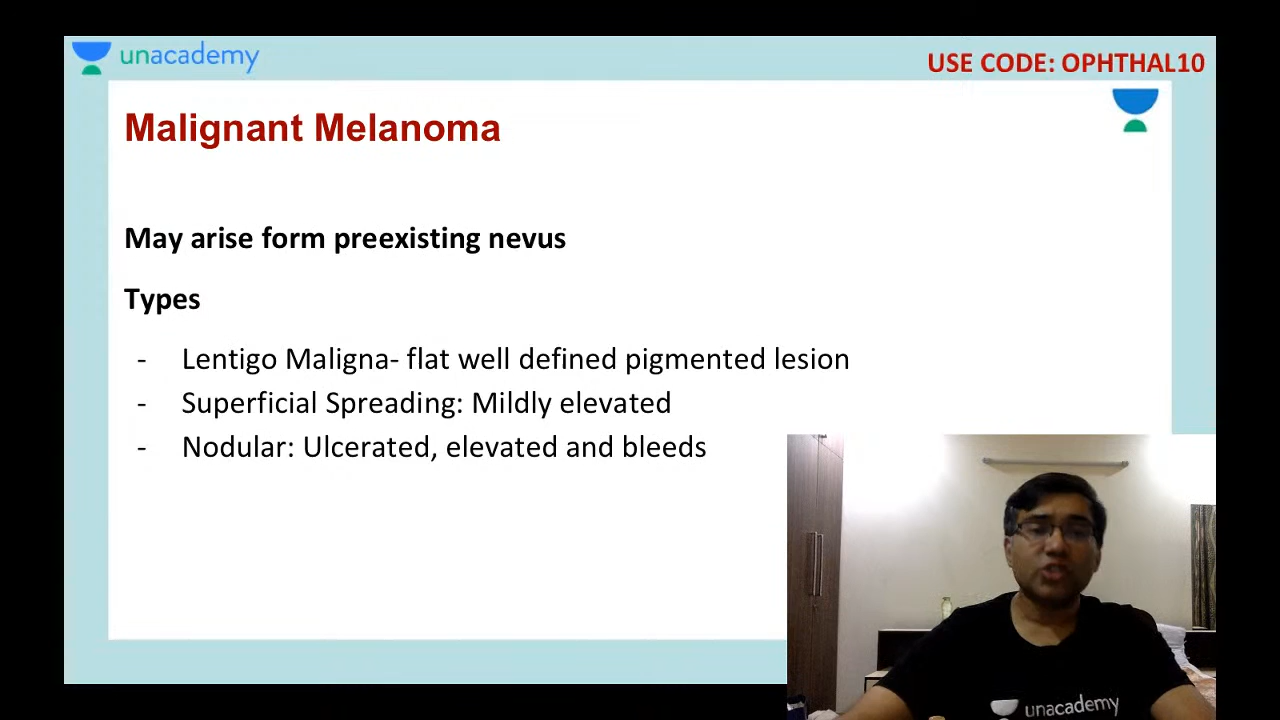 unacademy
USE CODE: OPHTHAL10
Malignant Melanoma
May arise form preexisting nevus
Types
- Lentigo Maligna- flat well defined pigmented lesion
- Superficial Spreading: Mildly elevated
- Nodular: Ulcerated, elevated and bleeds
unacademy